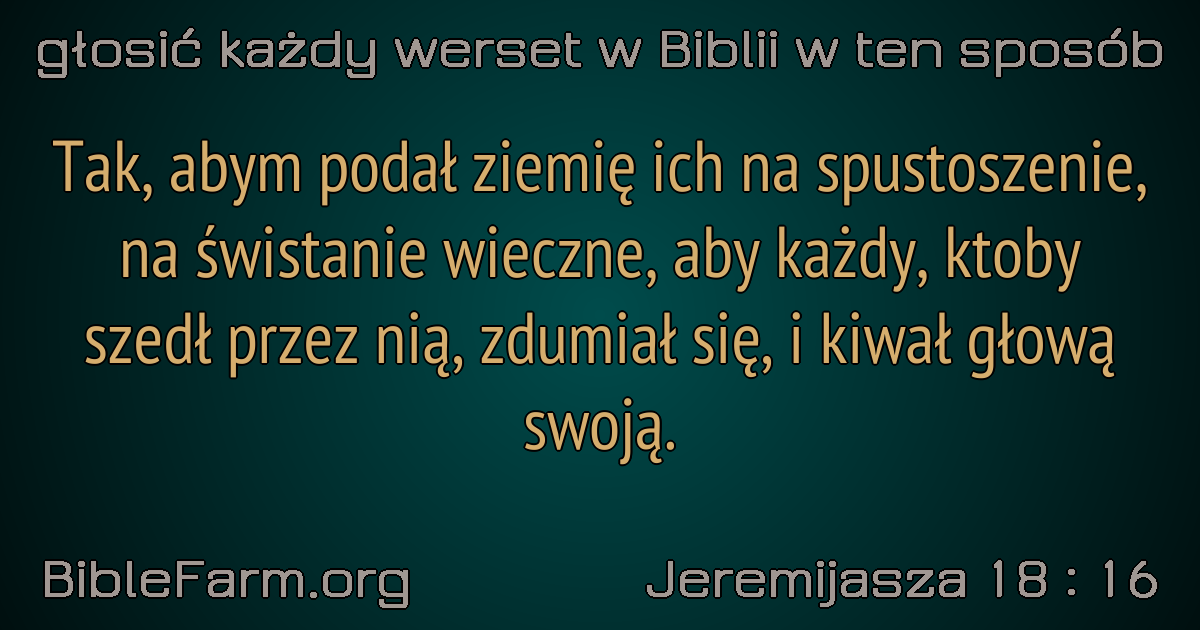 głosić każdy werset w Biblii w ten sposób
Tak, abym podał ziemię ich na spustoszenie,
na świstanie wieczne, aby każdy, ktoby
szedł przez nią, zdumiał się, i kiwał głową
swoją.
BibleFarm.org
Jeremijasza 18 : 16